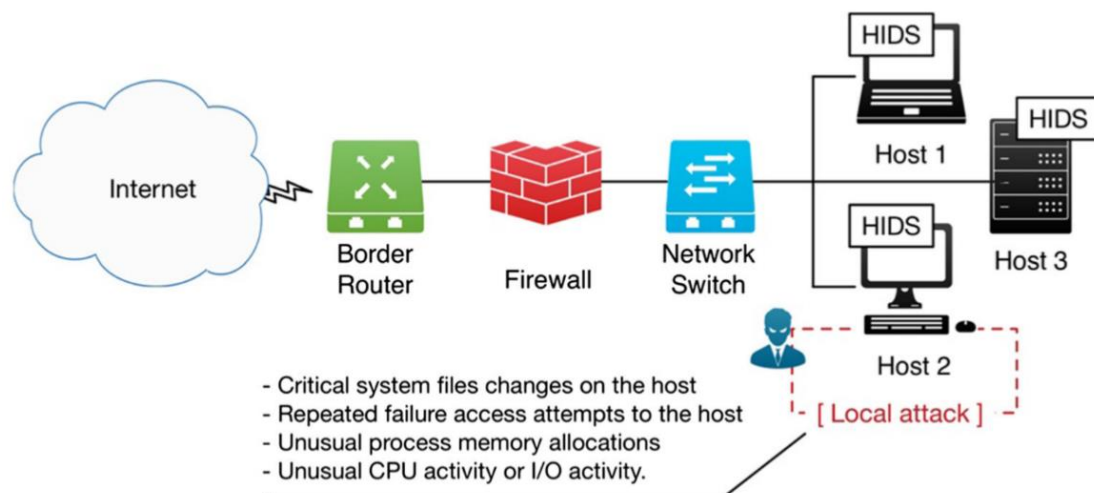 HIDS
HIDS
Internet
Host 1
HIDS
Border
Router
Firewall
Network
Switch
Host 3
Host 2
- Critical system files changes on the host
- Repeated failure access attempts to the host
- Unusual process memory allocations
- Unusual CPU activity or I/O activity.
[ Local attack ]